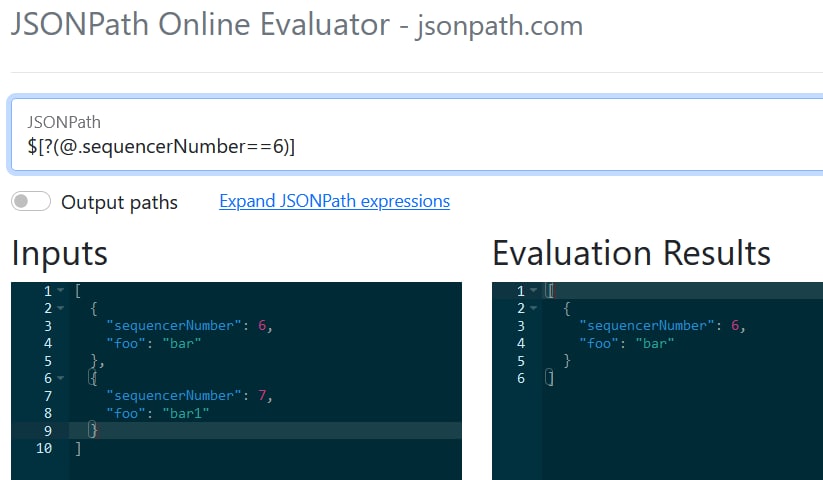 JSONPath Online Evaluator - jsonpath.com
JSONPath
$[?(@.sequencerNumber==6)]
Output paths Expand JSONPath expressions
Inputs
1 [
2 {
3 "sequencerNumber": 6,
4 "foo": "bar"
5 },
6 {
7 "sequencerNumber": 7,
8 "foo": "bar1"
9 }
10 ]
Evaluation Results
1 [
2 {
3 "sequencerNumber": 6,
4 "foo": "bar"
5 }
6 ]